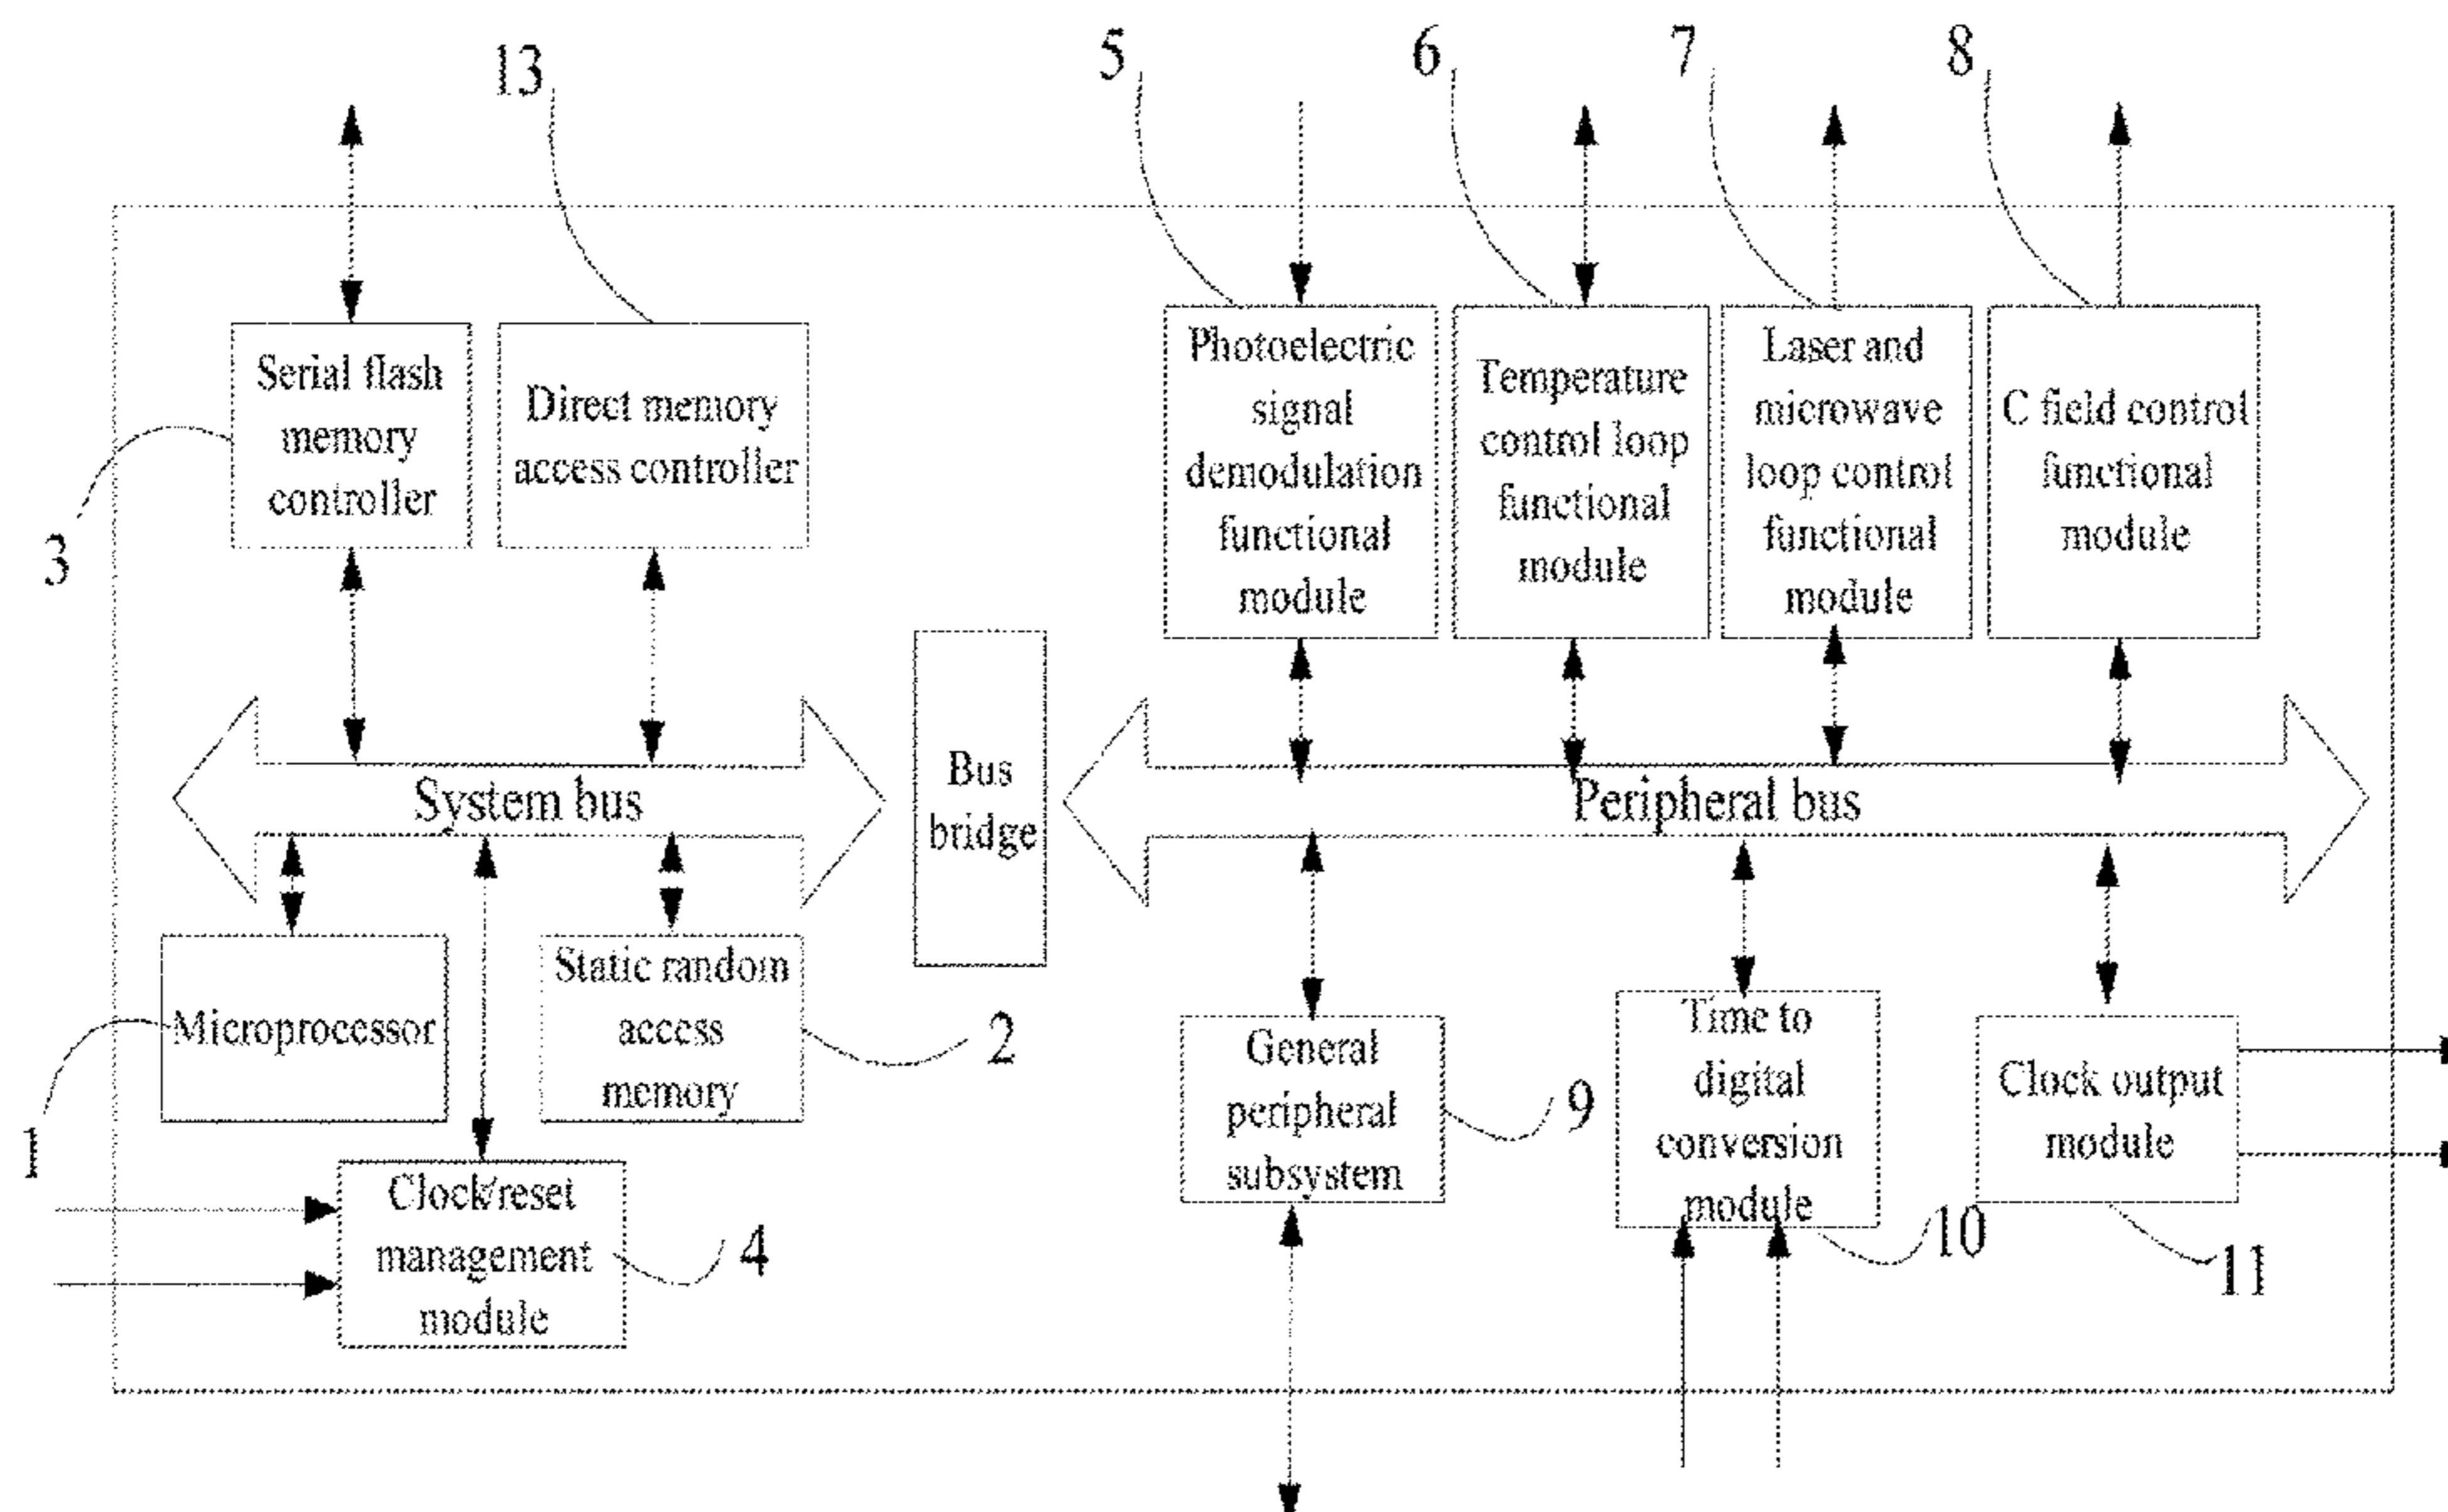 13
5
6
7
8
Serial flash
memory
controller
3
Direct memory
access controller
Photoelectric
signal
demodulation
functional
module
Temperature
control loop
functional
module
Laser and
microwave
loop control
functional
module
C field control
functional
module
System bus
Bus
bridge
Peripheral bus
Microprocessor
1
Static random
access
memory
2
Clock/reset
management
module
4
General
peripheral
subsystem
9
Time to
digital
conversion
module
10
Clock output
module
11